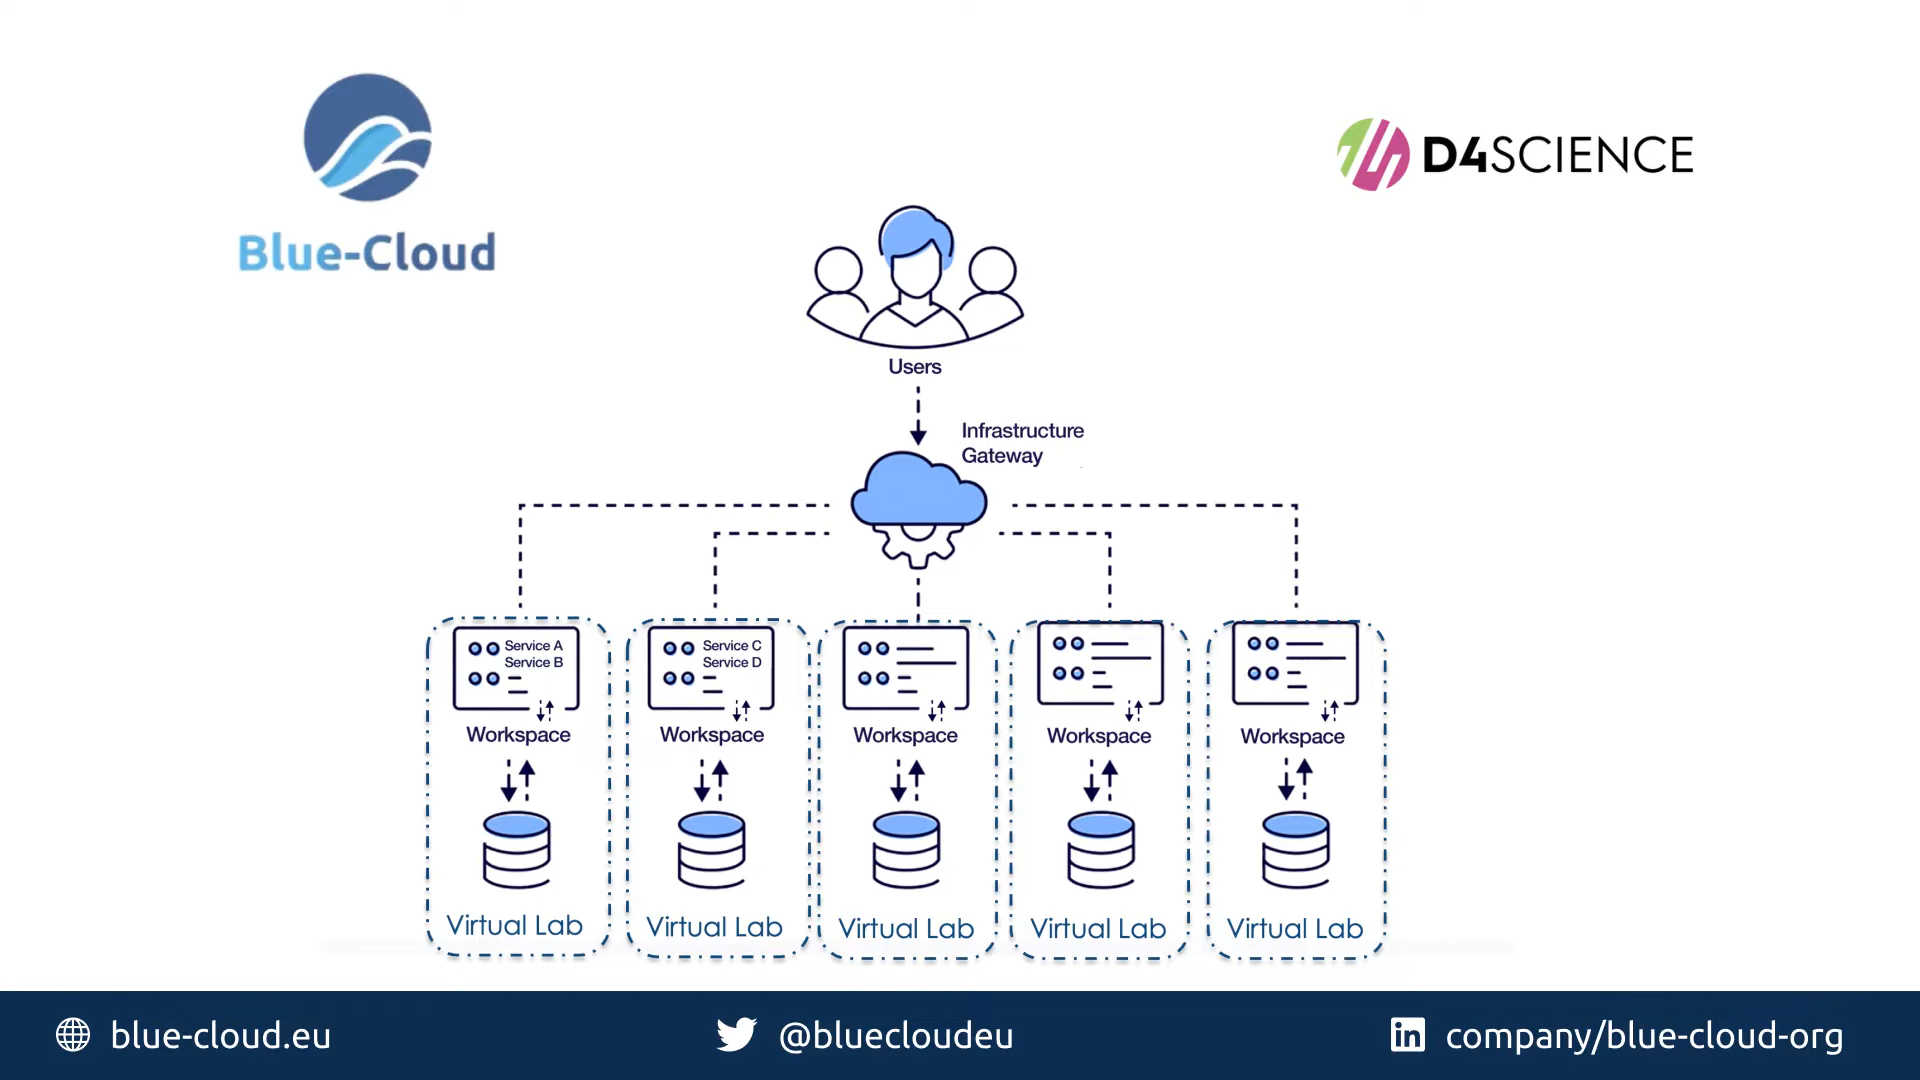 Blue-Cloud
D4SCIENCE
Users
Infrastructure
Gateway
Service A
Service B
Service C
Service D
Workspace
Workspace
Workspace
Workspace
Workspace
Virtual Lab
Virtual Lab
Virtual Lab
Virtual Lab
Virtual Lab
blue-cloud.eu
@bluecloudeu
company/blue-cloud-org